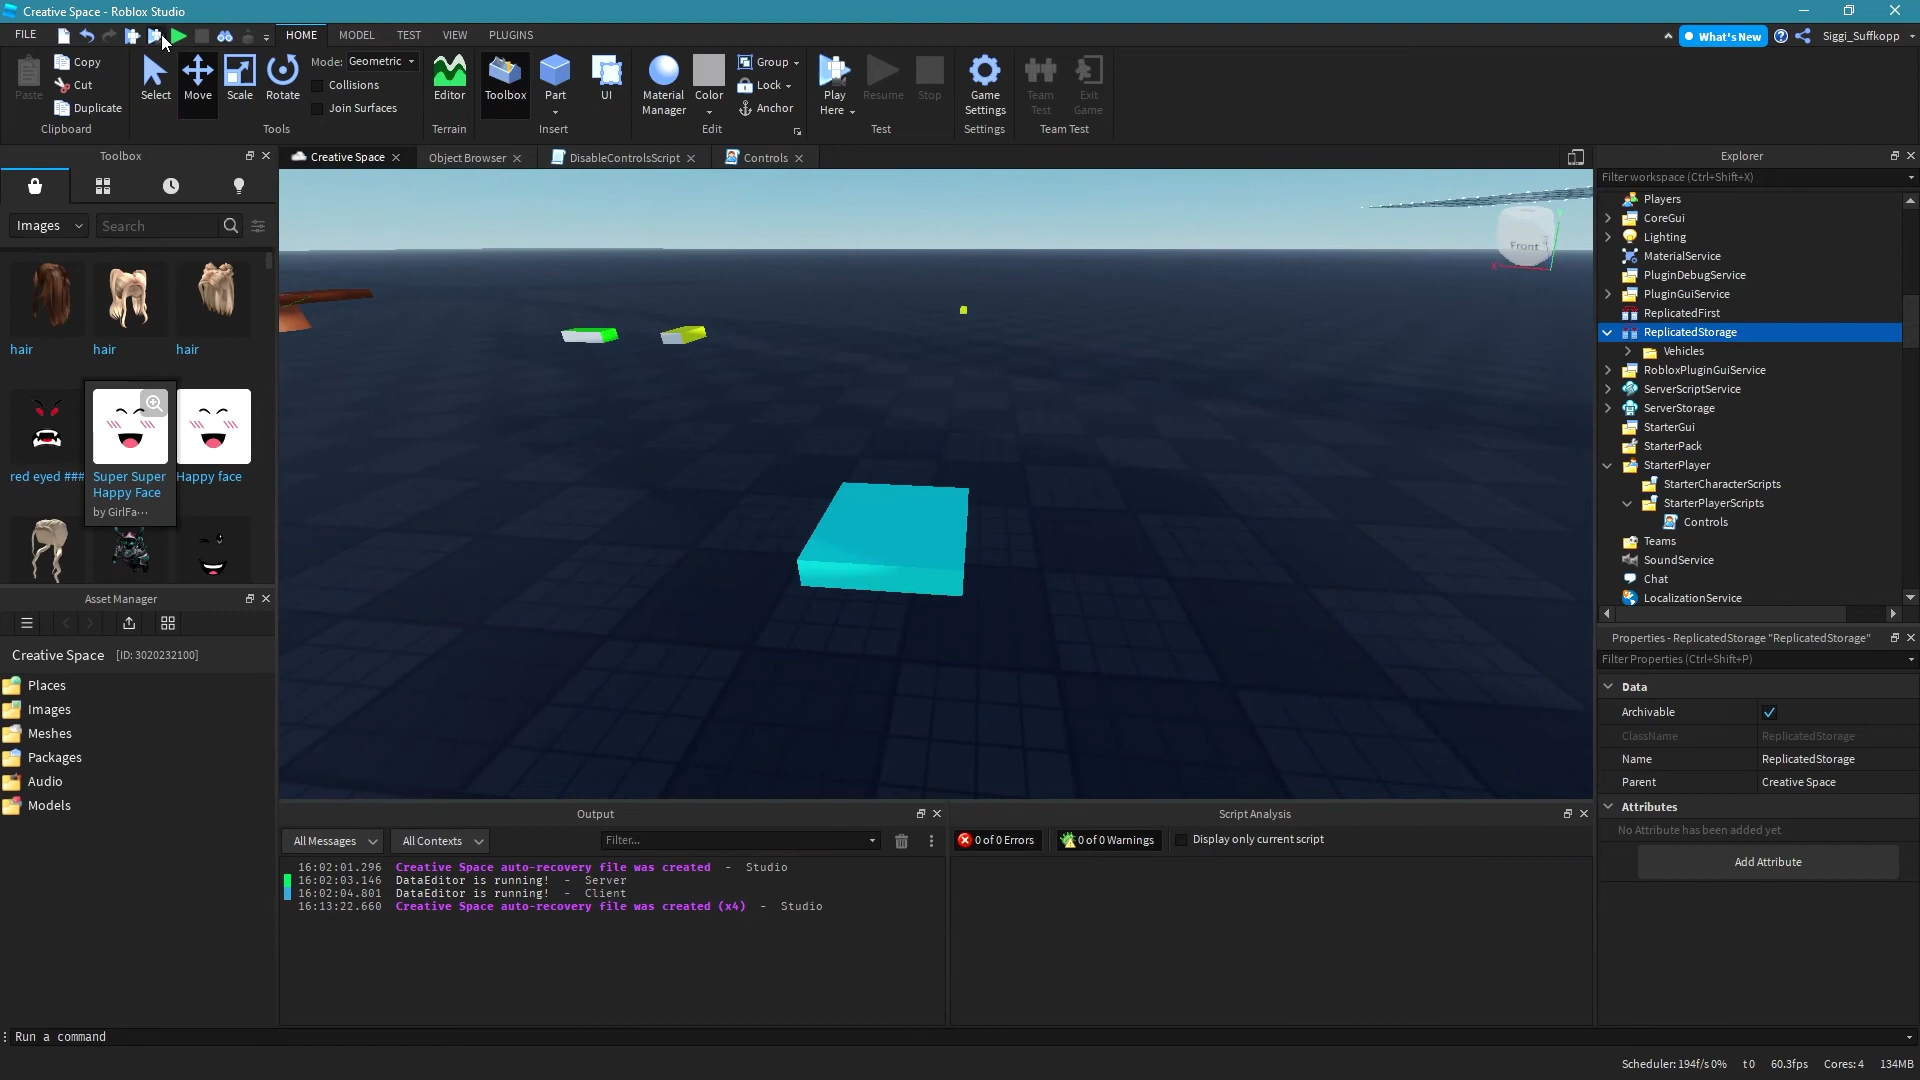 Creative Space - Roblox Studio
FILE
HOME
MODEL
TEST
VIEW
PLUGINS
What's New
Siggi_Suffkopp
Paste
Copy
Cut
Duplicate
Clipboard
Select
Move
Scale
Rotate
Mode: Geometric
Collisions
Join Surfaces
Tools
Editor
Terrain
Toolbox
Part
UI
Insert
Material Manager
Color
Group
Lock
Anchor
Edit
Play Here
Resume
Stop
Test
Game Settings
Settings
Team Test
Exit Game
Team Test
Toolbox
Images
Search
hair
hair
hair
red eyed ###
Super Super Happy Face
by GirlFa···
Happy face
Asset Manager
Creative Space [ID: 3020232100]
Places
Images
Meshes
Packages
Audio
Models
Creative Space
Object Browser
DisableControlsScript
Controls
Front
X
Output
All Messages
All Contexts
Filter...
16:02:01.296 Creative Space auto-recovery file was created - Studio
16:02:03.146 DataEditor is running! - Server
16:02:04.801 DataEditor is running! - Client
16:13:22.660 Creative Space auto-recovery file was created (x4) - Studio
Script Analysis
0 of 0 Errors
0 of 0 Warnings
Display only current script
Explorer
Filter workspace (Ctrl+Shift+X)
Players
CoreGui
Lighting
MaterialService
PluginDebugService
PluginGuiService
ReplicatedFirst
ReplicatedStorage
Vehicles
RobloxPluginGuiService
ServerScriptService
ServerStorage
StarterGui
StarterPack
StarterPlayer
StarterCharacterScripts
StarterPlayerScripts
Controls
Teams
SoundService
Chat
LocalizationService
Properties - ReplicatedStorage "ReplicatedStorage"
Filter Properties (Ctrl+Shift+P)
Data
Archivable
ClassName ReplicatedStorage
Name ReplicatedStorage
Parent Creative Space
Attributes
No Attribute has been added yet
Add Attribute
Run a command
Scheduler: 194f/s 0% t 0 60.3fps Cores: 4 134MB